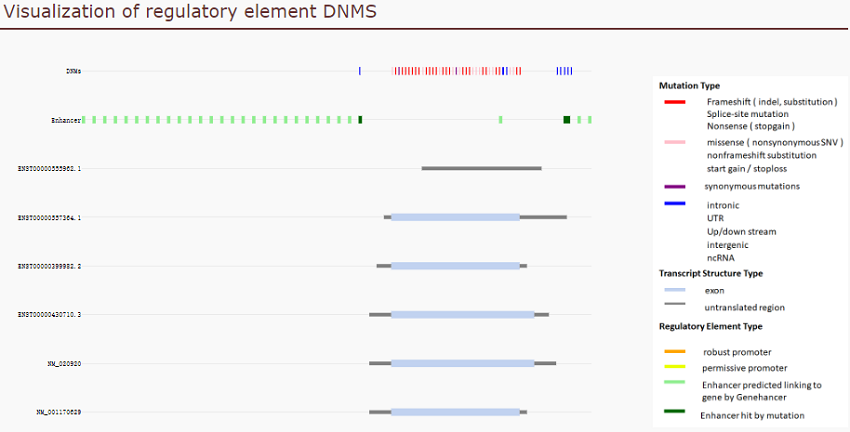 Visualization of regulatory element DNMS
DNMs
Enhancer
ENST00000555962.1
ENST00000557364.1
ENST00000399982.2
ENST00000430710.3
NM_020920
NM_001170629
Mutation Type
Frameshift ( indel, substitution )
Splice-site mutation
Nonsense ( stopgain )
missense ( nonsynonymous SNV )
nonframeshift substitution
start gain / stoploss
synonymous mutations
intronic
UTR
Up/down stream
intergenic
ncRNA
Transcript Structure Type
exon
untranslated region
Regulatory Element Type
robust promoter
permissive promoter
Enhancer predicted linking to
gene by Genehancer
Enhancer hit by mutation